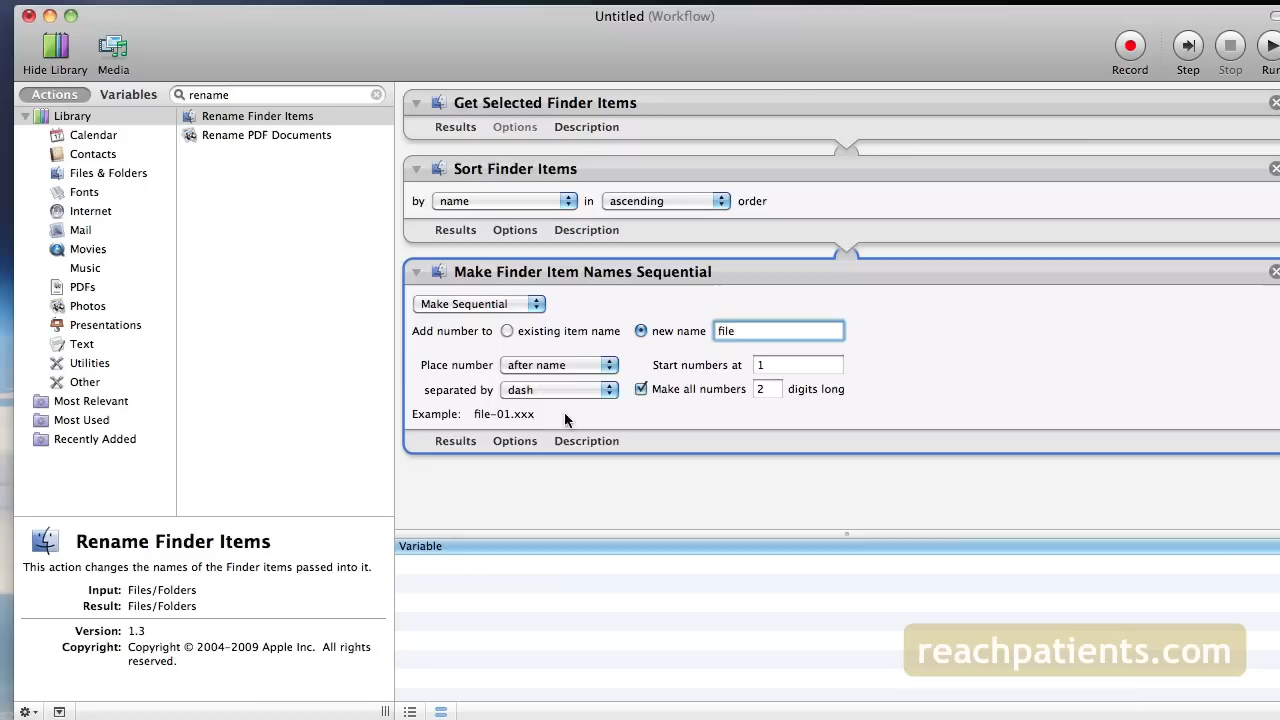 Untitled (Workflow)
Hide Library
Media
Record
Step
Stop
Run
Actions
Variables
rename
Library
Calendar
Contacts
Files & Folders
Fonts
Internet
Mail
Movies
Music
PDFs
Photos
Presentations
Text
Utilities
Other
Most Relevant
Most Used
Recently Added
Rename Finder Items
Rename PDF Documents
Rename Finder Items
This action changes the names of the Finder items passed into it.
Input: Files/Folders
Result: Files/Folders
Version: 1.3
Copyright: Copyright © 2004-2009 Apple Inc. All rights
reserved.
Get Selected Finder Items
Results Options Description
Sort Finder Items
by name in ascending order
Results Options Description
Make Finder Item Names Sequential
Make Sequential
Add number to existing item name new name file
Place number after name Start numbers at 1
separated by dash Make all numbers 2 digits long
Example: file-01.xxx
Results Options Description
Variable
reachpatients.com